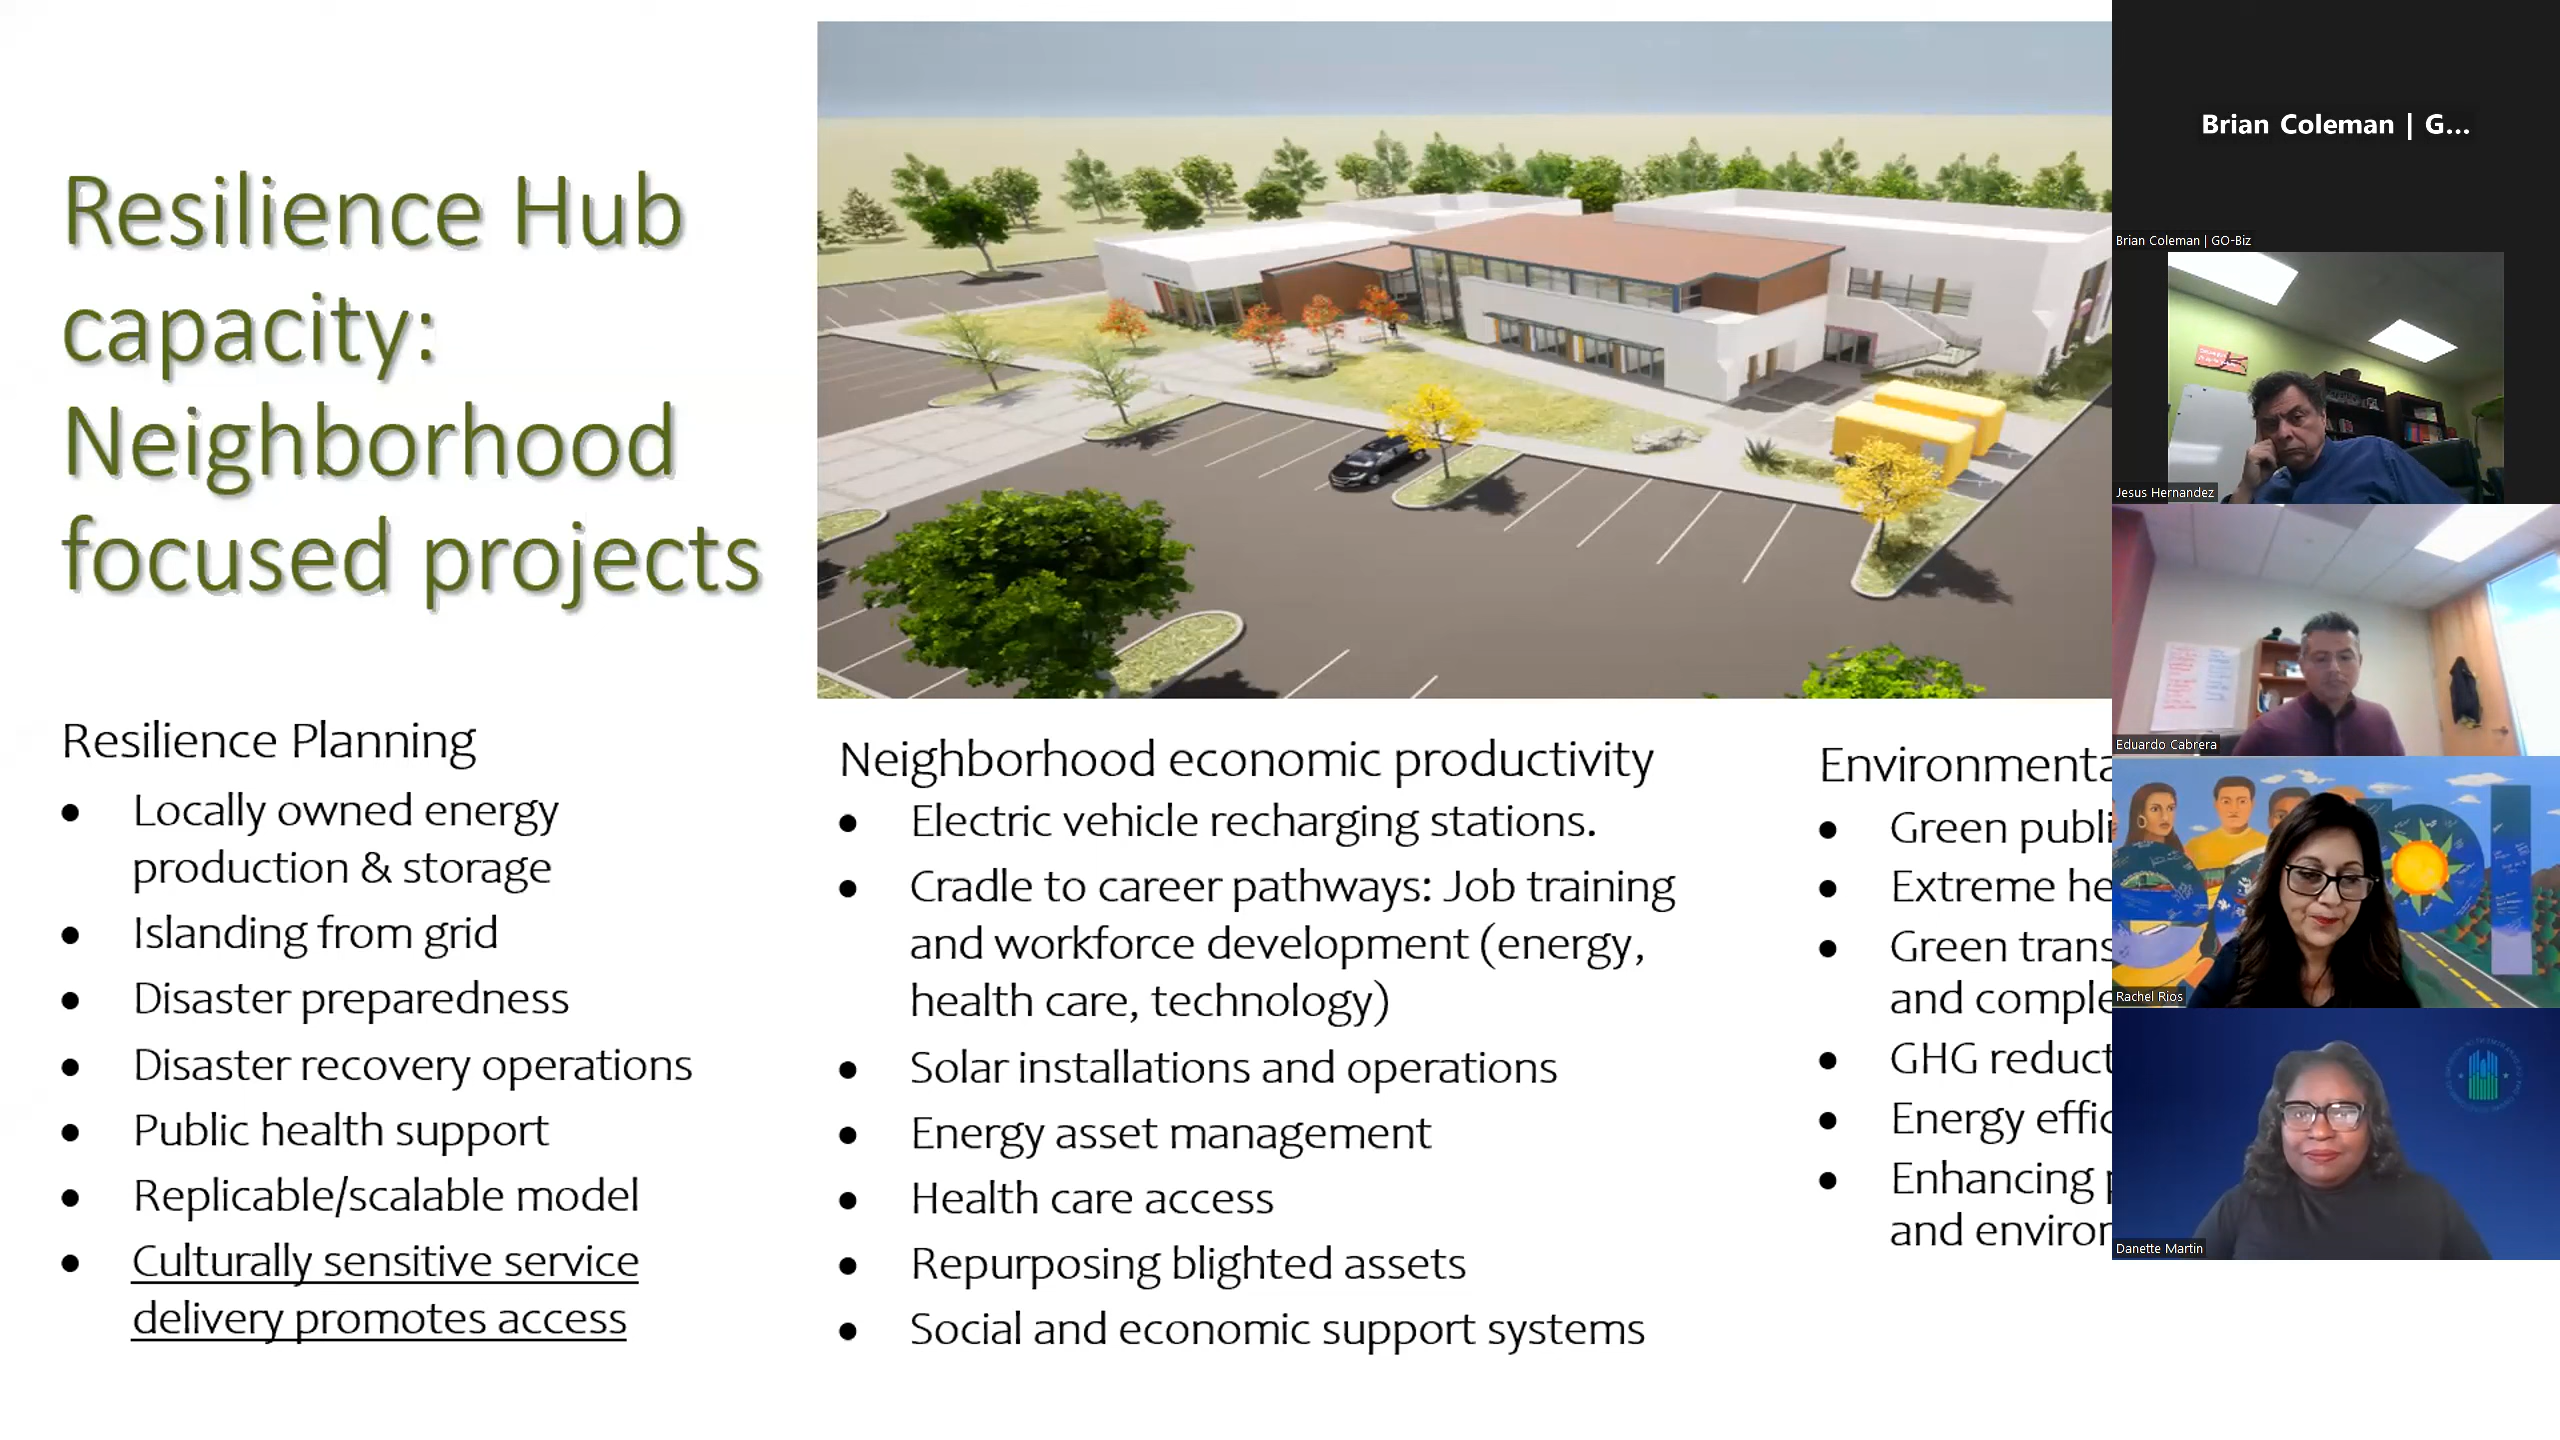 Resilience Hub
capacity:
Neighborhood
focused projects
Resilience Planning
• Locally owned energy
production & storage
• Islanding from grid
• Disaster preparedness
• Disaster recovery operations
• Public health support
• Replicable/scalable model
• Culturally sensitive service
delivery promotes access
Neighborhood economic productivity
• Electric vehicle recharging stations.
• Cradle to career pathways: Job training
and workforce development (energy,
health care, technology)
• Solar installations and operations
• Energy asset management
• Health care access
• Repurposing blighted assets
• Social and economic support systems
Environmenta
• Green publi
• Extreme he
• Green trans
and comple
• GHG reduct
• Energy effic
• Enhancing
and enviror
Brian Coleman | G...
Brian Coleman | GO-Biz
Jesus Hernandez
Eduardo Cabrera
Rachel Rios
Danette Martin